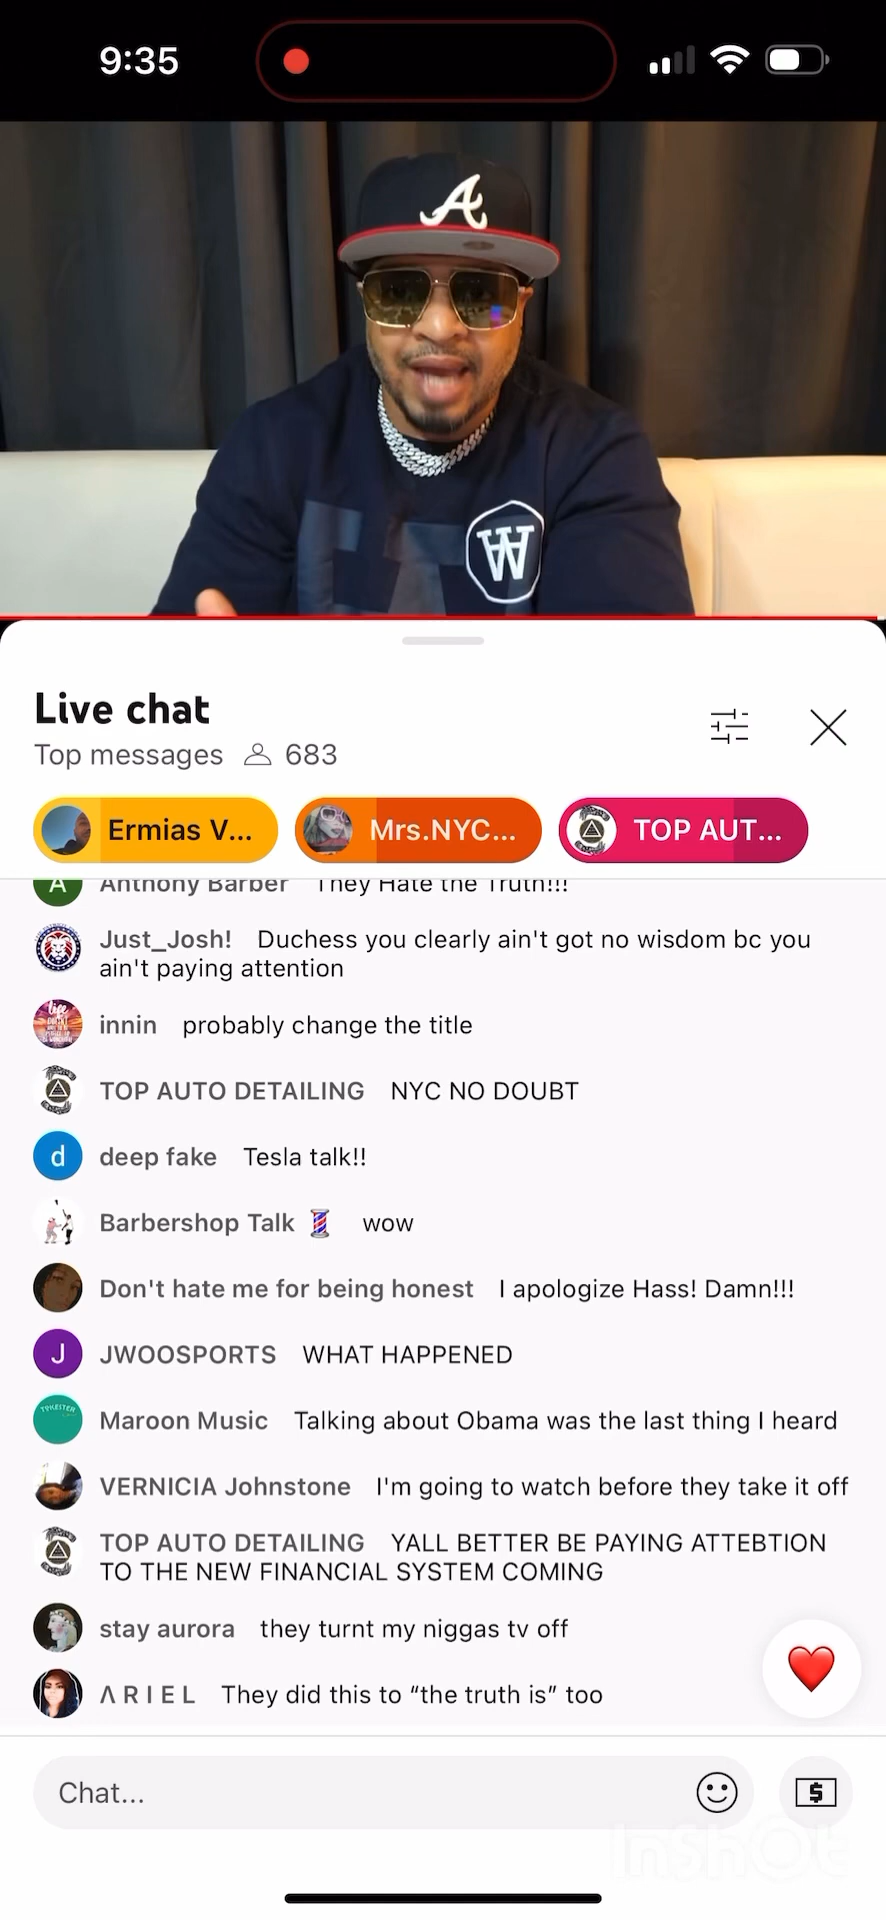 9:35
A
W
Live chat
Top messages 683
Ermias V...
Mrs.NYC...
TOP AUT...
A Anthony Barber They Hate the Truth!!!
Just_Josh! Duchess you clearly ain't got no wisdom bc you
ain't paying attention
innin probably change the title
TOP AUTO DETAILING NYC NO DOUBT
d deep fake Tesla talk!!
Barbershop Talk 💈 wow
Don't hate me for being honest I apologize Hass! Damn!!!
J JWOOSPORTS WHAT HAPPENED
Maroon Music Talking about Obama was the last thing I heard
VERNICIA Johnstone I'm going to watch before they take it off
TOP AUTO DETAILING YALL BETTER BE PAYING ATTEBTION
TO THE NEW FINANCIAL SYSTEM COMING
stay aurora they turnt my niggas tv off
ΛRIEL They did this to “the truth is” too
Chat...
$
InShOt